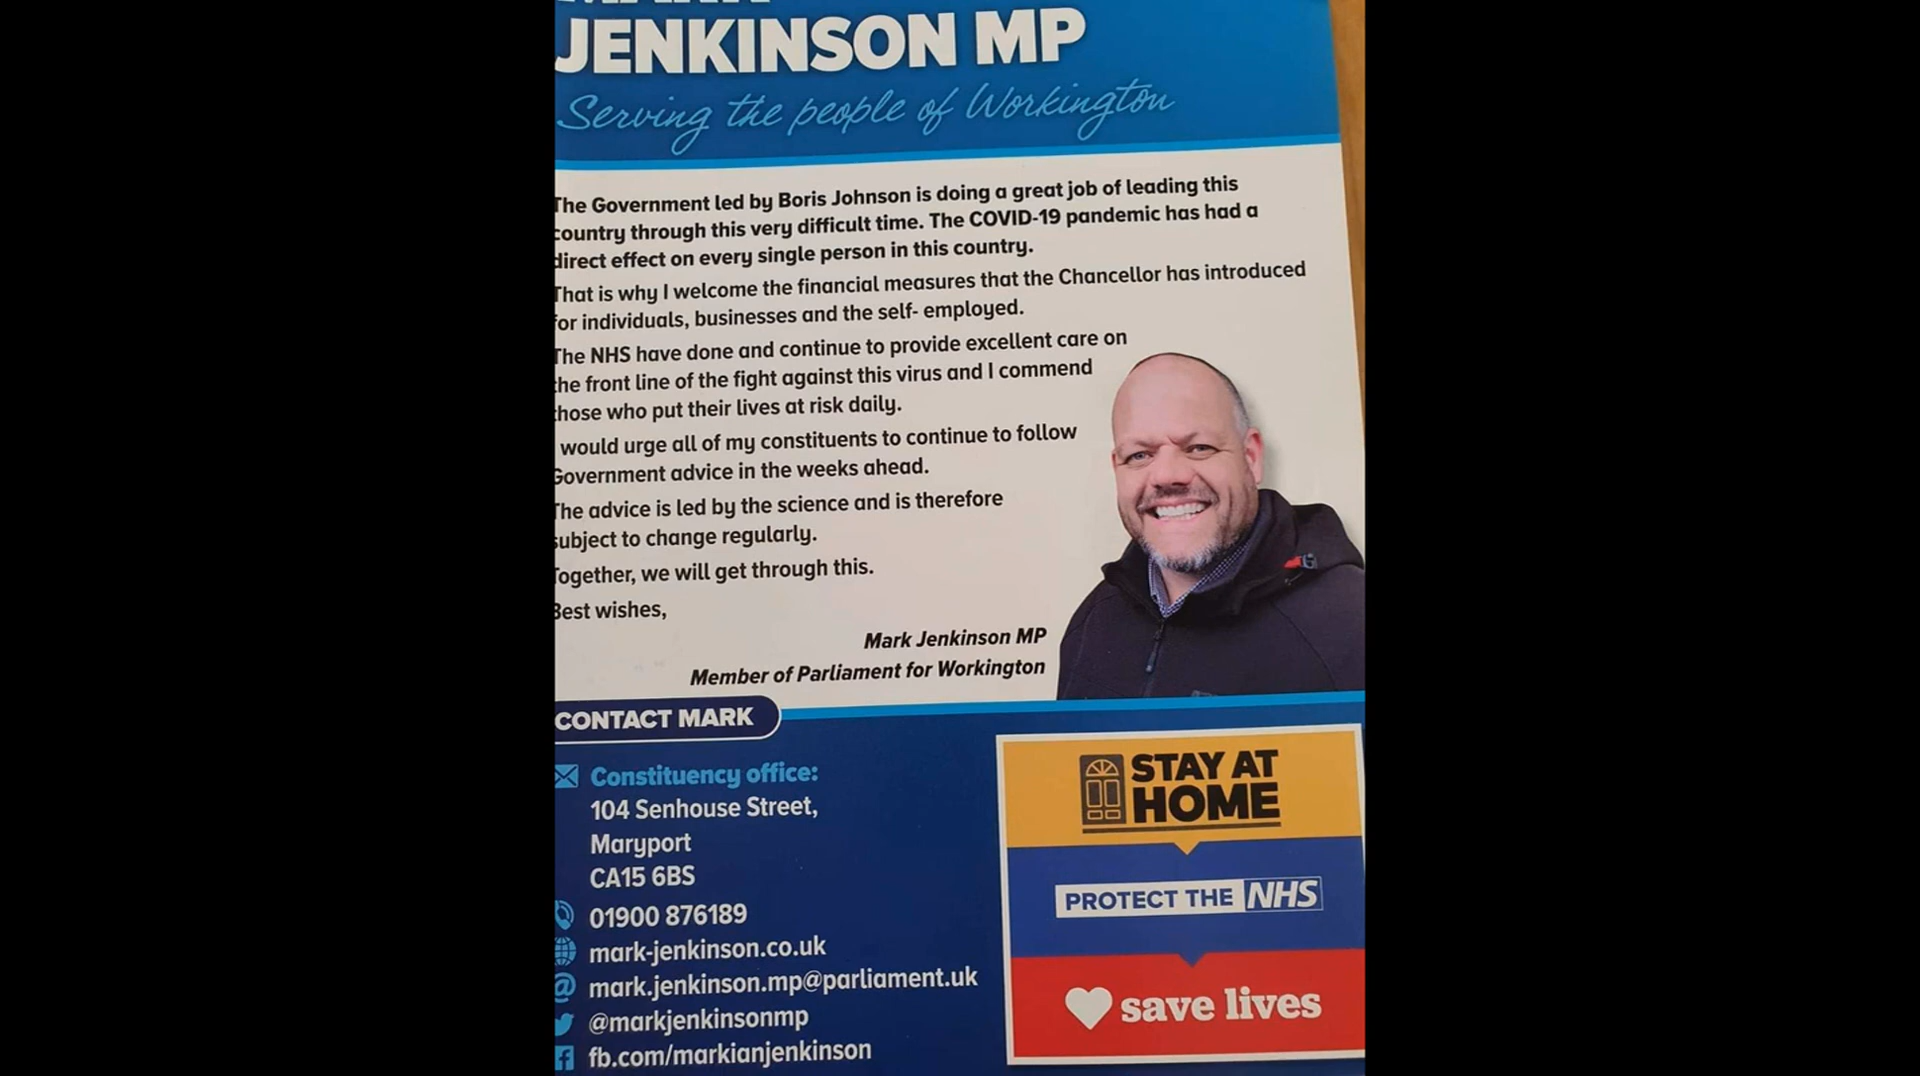 JENKINSON MP
Serving the people of Workington
The Government led by Boris Johnson is doing a great job of leading this
country through this very difficult time. The COVID-19 pandemic has had a
direct effect on every single person in this country.
That is why I welcome the financial measures that the Chancellor has introduced
for individuals, businesses and the self- employed.
The NHS have done and continue to provide excellent care on
the front line of the fight against this virus and I commend
those who put their lives at risk daily.
would urge all of my constituents to continue to follow
Government advice in the weeks ahead.
The advice is led by the science and is therefore
subject to change regularly.
Together, we will get through this.
Best wishes,
Mark Jenkinson MP
Member of Parliament for Workington
CONTACT MARK
Constituency office:
104 Senhouse Street,
Maryport
CA15 6BS
01900 876189
mark-jenkinson.co.uk
mark.jenkinson.mp@parliament.uk
@markjenkinsonmp
fb.com/markianjenkinson
STAY AT
HOME
PROTECT THE NHS
save lives